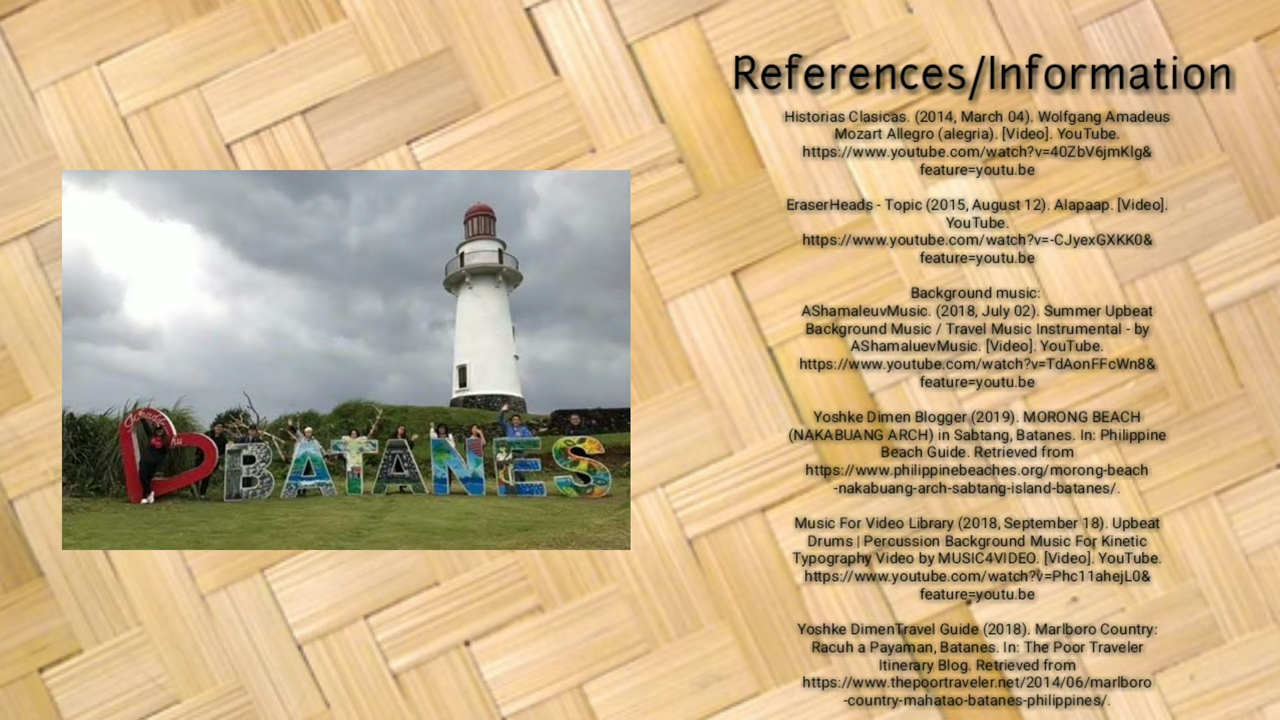 References/Information
Historias Clasicas. (2014, March 04). Wolfgang Amadeus
Mozart Allegro (alegria). [Video]. YouTube.
https://www.youtube.com/watch?v=40ZbV6jmKlg&
feature=youtu.be
EraserHeads - Topic (2015, August 12). Alapaap. [Video].
YouTube.
https://www.youtube.com/watch?v=-CJyexGXKK0&
feature=youtu.be
Background music:
AShamaleuvMusic. (2018, July 02). Summer Upbeat
Background Music / Travel Music Instrumental - by
AShamaluevMusic. [Video]. YouTube.
https://www.youtube.com/watch?v=TdAonFFcWn8&
feature=youtu.be
Yoshke Dimen Blogger (2019). MORONG BEACH
(NAKABUANG ARCH) in Sabtang, Batanes. In: Philippine
Beach Guide. Retrieved from
https://www.philippinebeaches.org/morong-beach
-nakabuang-arch-sabtang-island-batanes/.
Music For Video Library (2018, September 18). Upbeat
Drums | Percussion Background Music For Kinetic
Typography Video by MUSIC4VIDEO. [Video]. YouTube.
https://www.youtube.com/watch?v=Phc11ahejL0&
feature=youtu.be
Yoshke DimenTravel Guide (2018). Marlboro Country:
Racuh a Payaman, Batanes. In: The Poor Traveler
Itinerary Blog. Retrieved from
https://www.thepoortraveler.net/2014/06/marlboro
-country-mahatao-batanes-philippines/.
BATANES